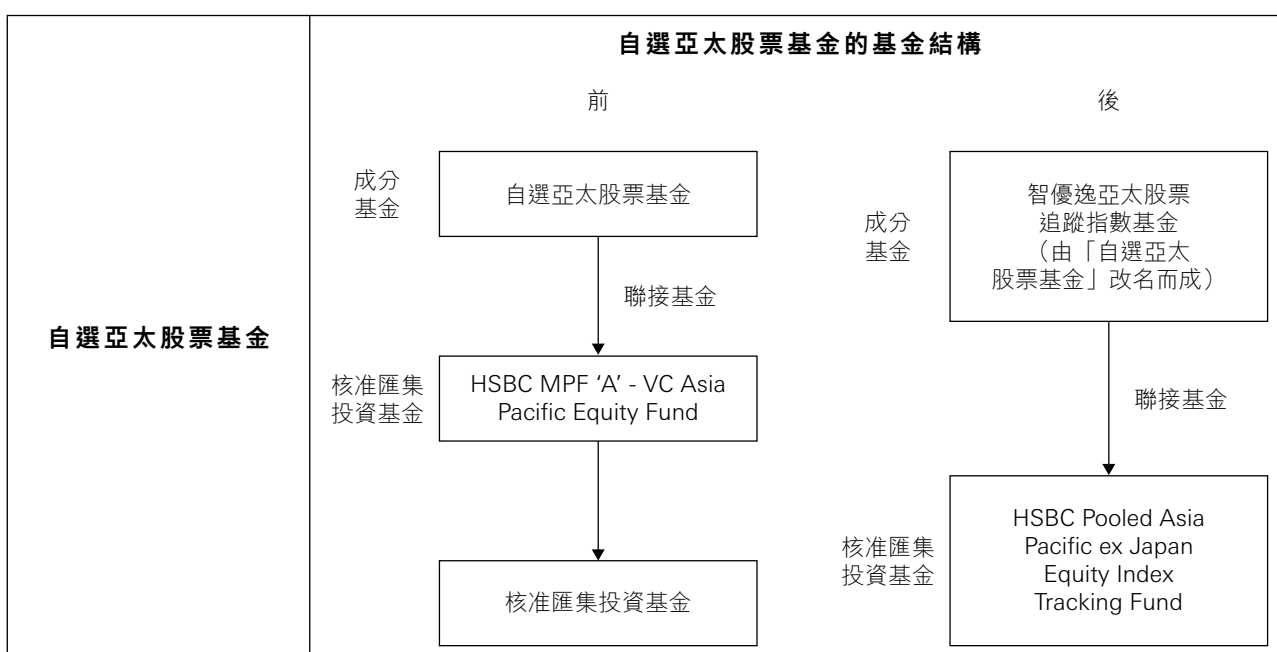 自選亞太股票基金的基金結構
自選亞太股票基金
前
成分
基金
自選亞太股票基金
聯接基金
核准匯集
投資基金
HSBC MPF ‘A’ - VC Asia
Pacific Equity Fund
核准匯集投資基金
後
成分
基金
智優逸亞太股票
追蹤指數基金
（由「自選亞太
股票基金」改名而成）
聯接基金
核准匯集
投資基金
HSBC Pooled Asia
Pacific ex Japan
Equity Index
Tracking Fund